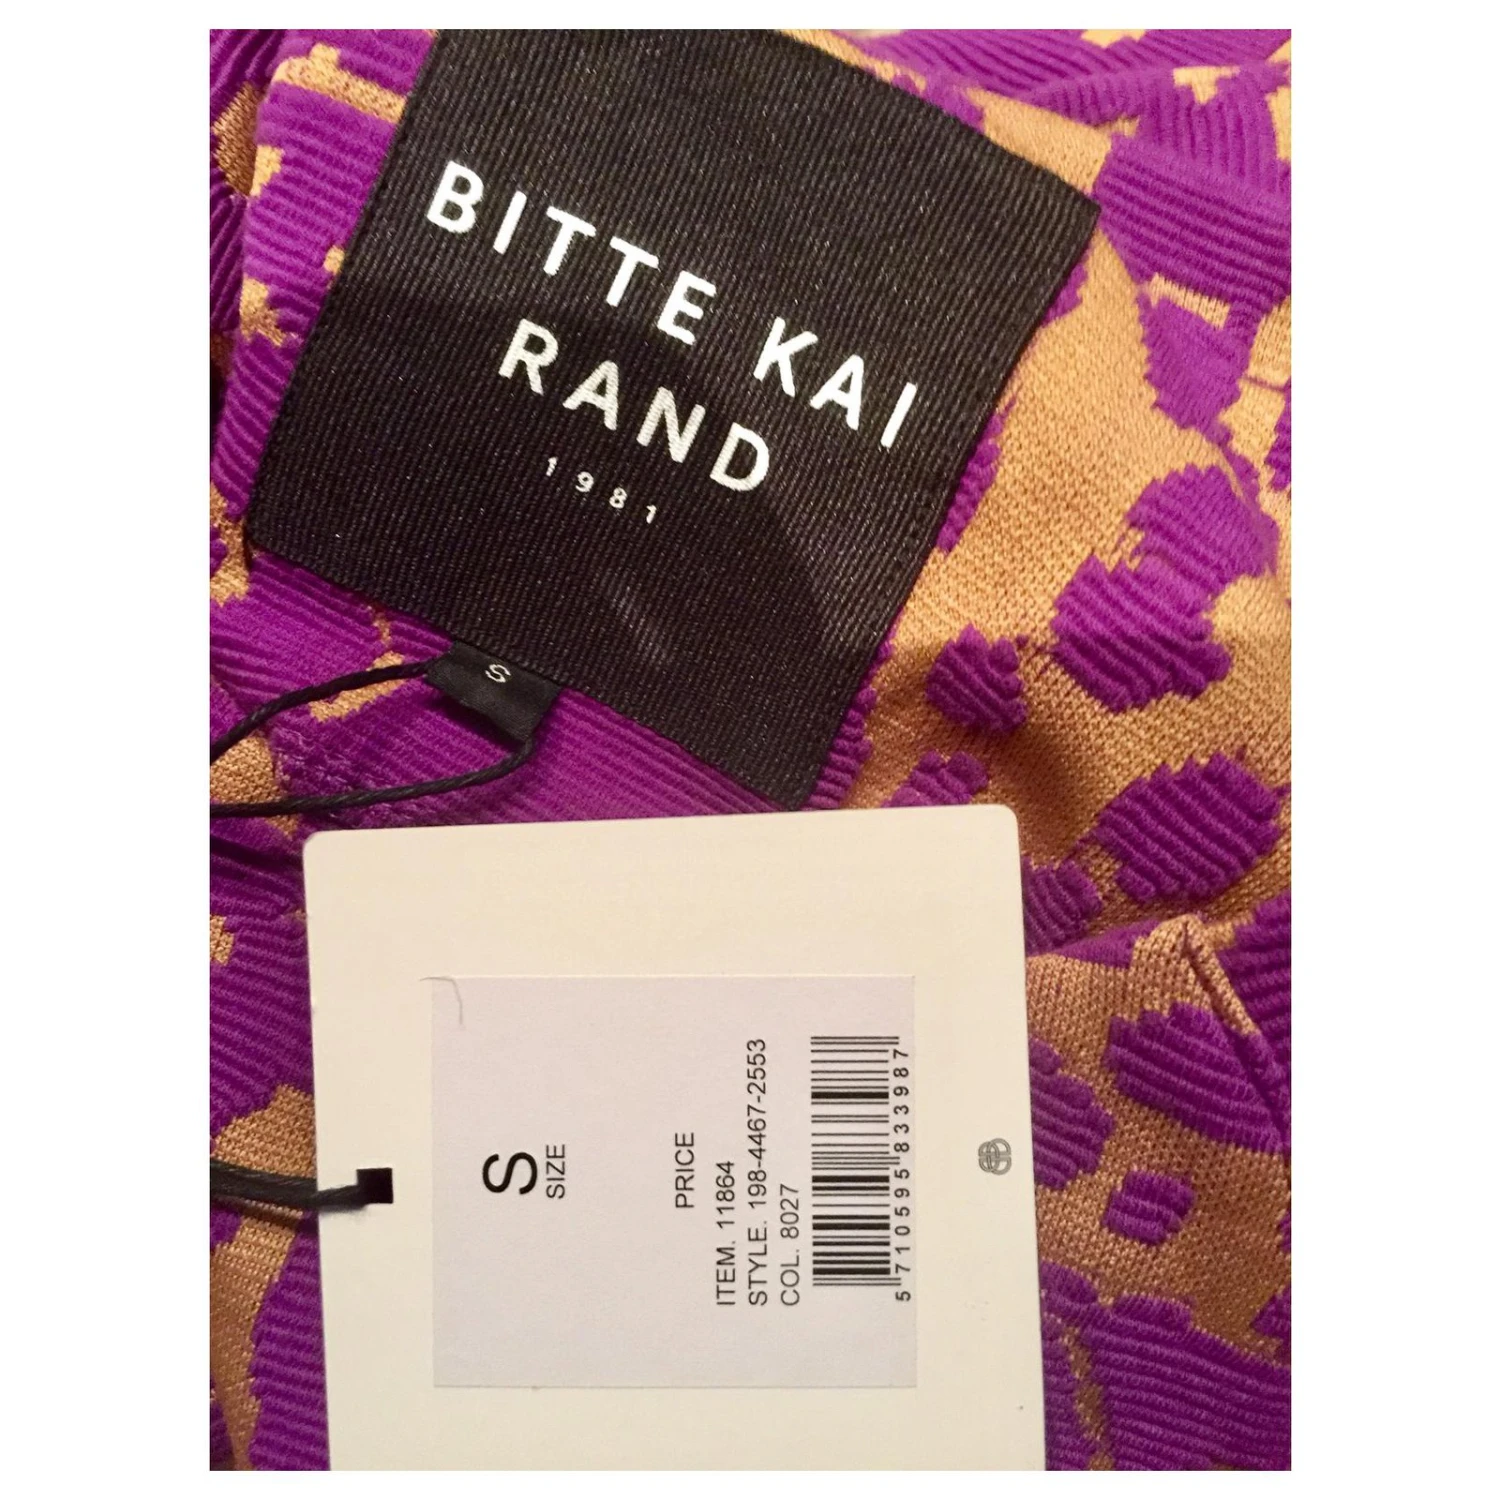 BITTE KAI
RAND
1981
S
S
SIZE
PRICE
ITEM. 11864
STYLE. 198-4467-2553
COL. 8027
5710595833987